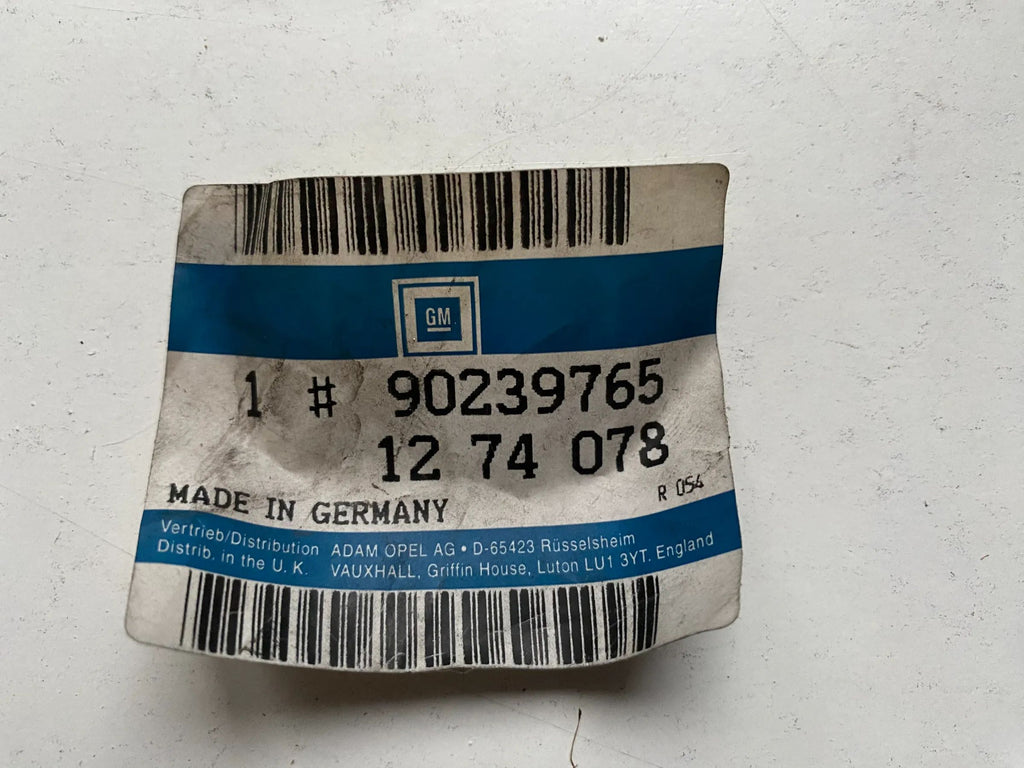 GM
1 # 90239765
12 74 078
R 054
MADE IN GERMANY
Vertrieb/Distribution ADAM OPEL AG • D-65423 Rüsselsheim
Distrib. in the U. K. VAUXHALL, Griffin House, Luton LU1 3YT. England